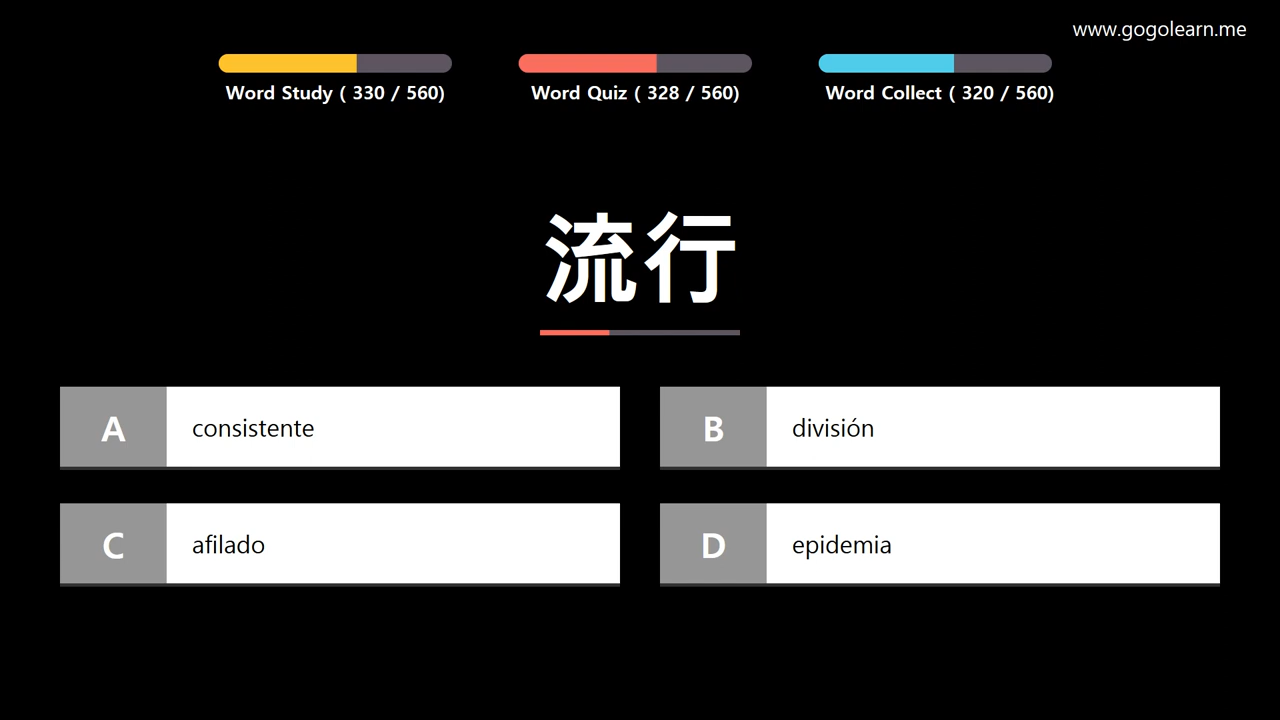 www.gogolearn.me
Word Study ( 330 / 560)
Word Quiz ( 328 / 560)
Word Collect ( 320 / 560)
流行
A consistente
B división
C afilado
D epidemia